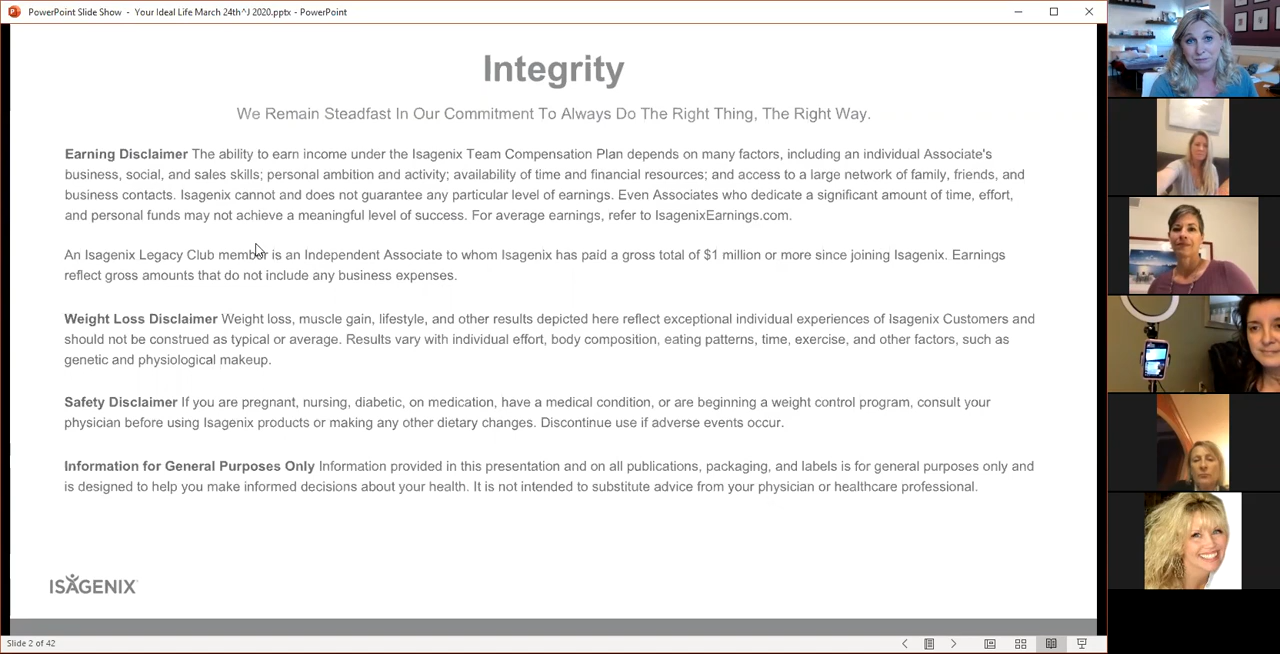 PowerPoint Slide Show - Your Ideal Life March 24th^J 2020.pptx - PowerPoint
Integrity
We Remain Steadfast In Our Commitment To Always Do The Right Thing, The Right Way.
Earning Disclaimer The ability to earn income under the Isagenix Team Compensation Plan depends on many factors, including an individual Associate's
business, social, and sales skills; personal ambition and activity; availability of time and financial resources; and access to a large network of family, friends, and
business contacts. Isagenix cannot and does not guarantee any particular level of earnings. Even Associates who dedicate a significant amount of time, effort,
and personal funds may not achieve a meaningful level of success. For average earnings, refer to IsagenixEarnings.com.
An Isagenix Legacy Club member is an Independent Associate to whom Isagenix has paid a gross total of $1 million or more since joining Isagenix. Earnings
reflect gross amounts that do not include any business expenses.
Weight Loss Disclaimer Weight loss, muscle gain, lifestyle, and other results depicted here reflect exceptional individual experiences of Isagenix Customers and
should not be construed as typical or average. Results vary with individual effort, body composition, eating patterns, time, exercise, and other factors, such as
genetic and physiological makeup.
Safety Disclaimer If you are pregnant, nursing, diabetic, on medication, have a medical condition, or are beginning a weight control program, consult your
physician before using Isagenix products or making any other dietary changes. Discontinue use if adverse events occur.
Information for General Purposes Only Information provided in this presentation and on all publications, packaging, and labels is for general purposes only and
is designed to help you make informed decisions about your health. It is not intended to substitute advice from your physician or healthcare professional.
ISAGENIX
Slide 2 of 42